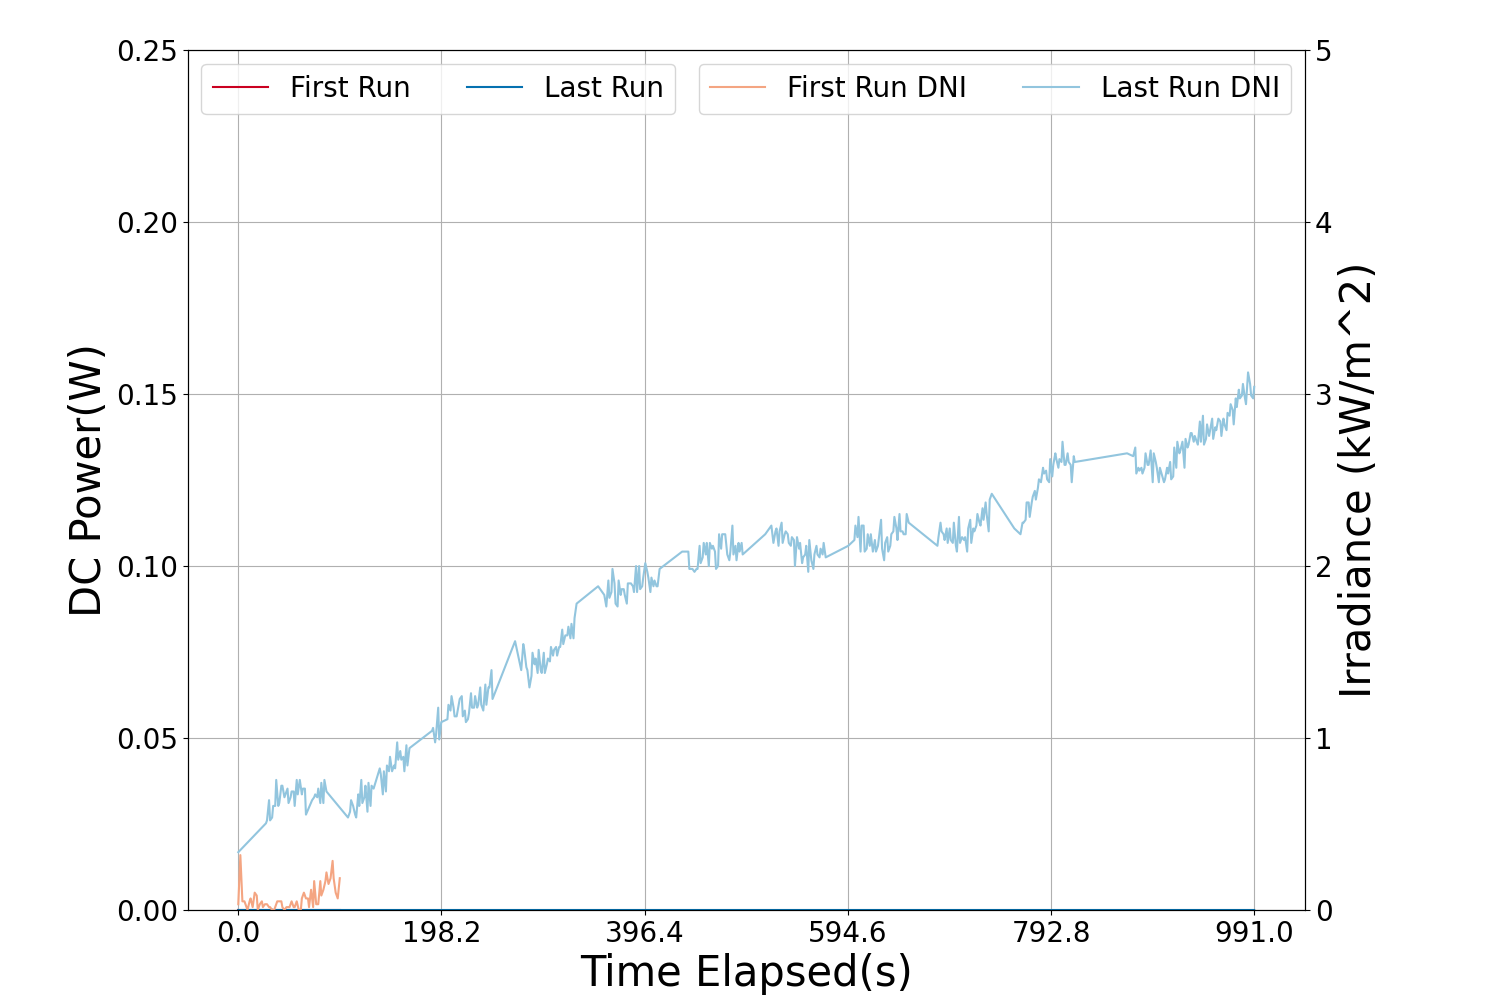 First Run
Last Run
First Run DNI
Last Run DNI
0.25
0.20
0.15
0.10
0.05
0.00
DC Power(W)
5
4
3
2
1
0
Irradiance (kW/m^2)
0.0
198.2
396.4
594.6
792.8
991.0
Time Elapsed(s)